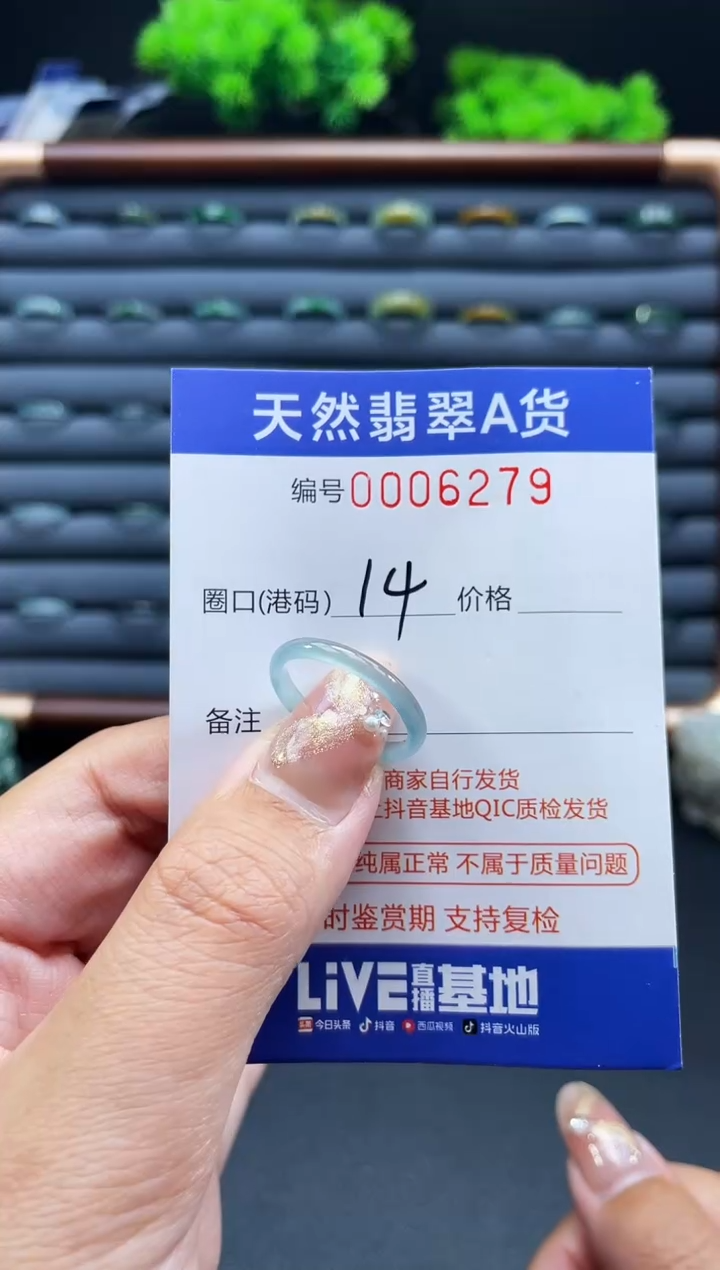 天然翡翠A货
编号0006279
圈口(港码) 14 价格
备注
商家自行发货
抖音基地QIC质检发货
纯属正常 不属于质量问题
时鉴赏期 支持复检
LiVE直播基地
今日头条 抖音 西瓜视频 抖音火山版